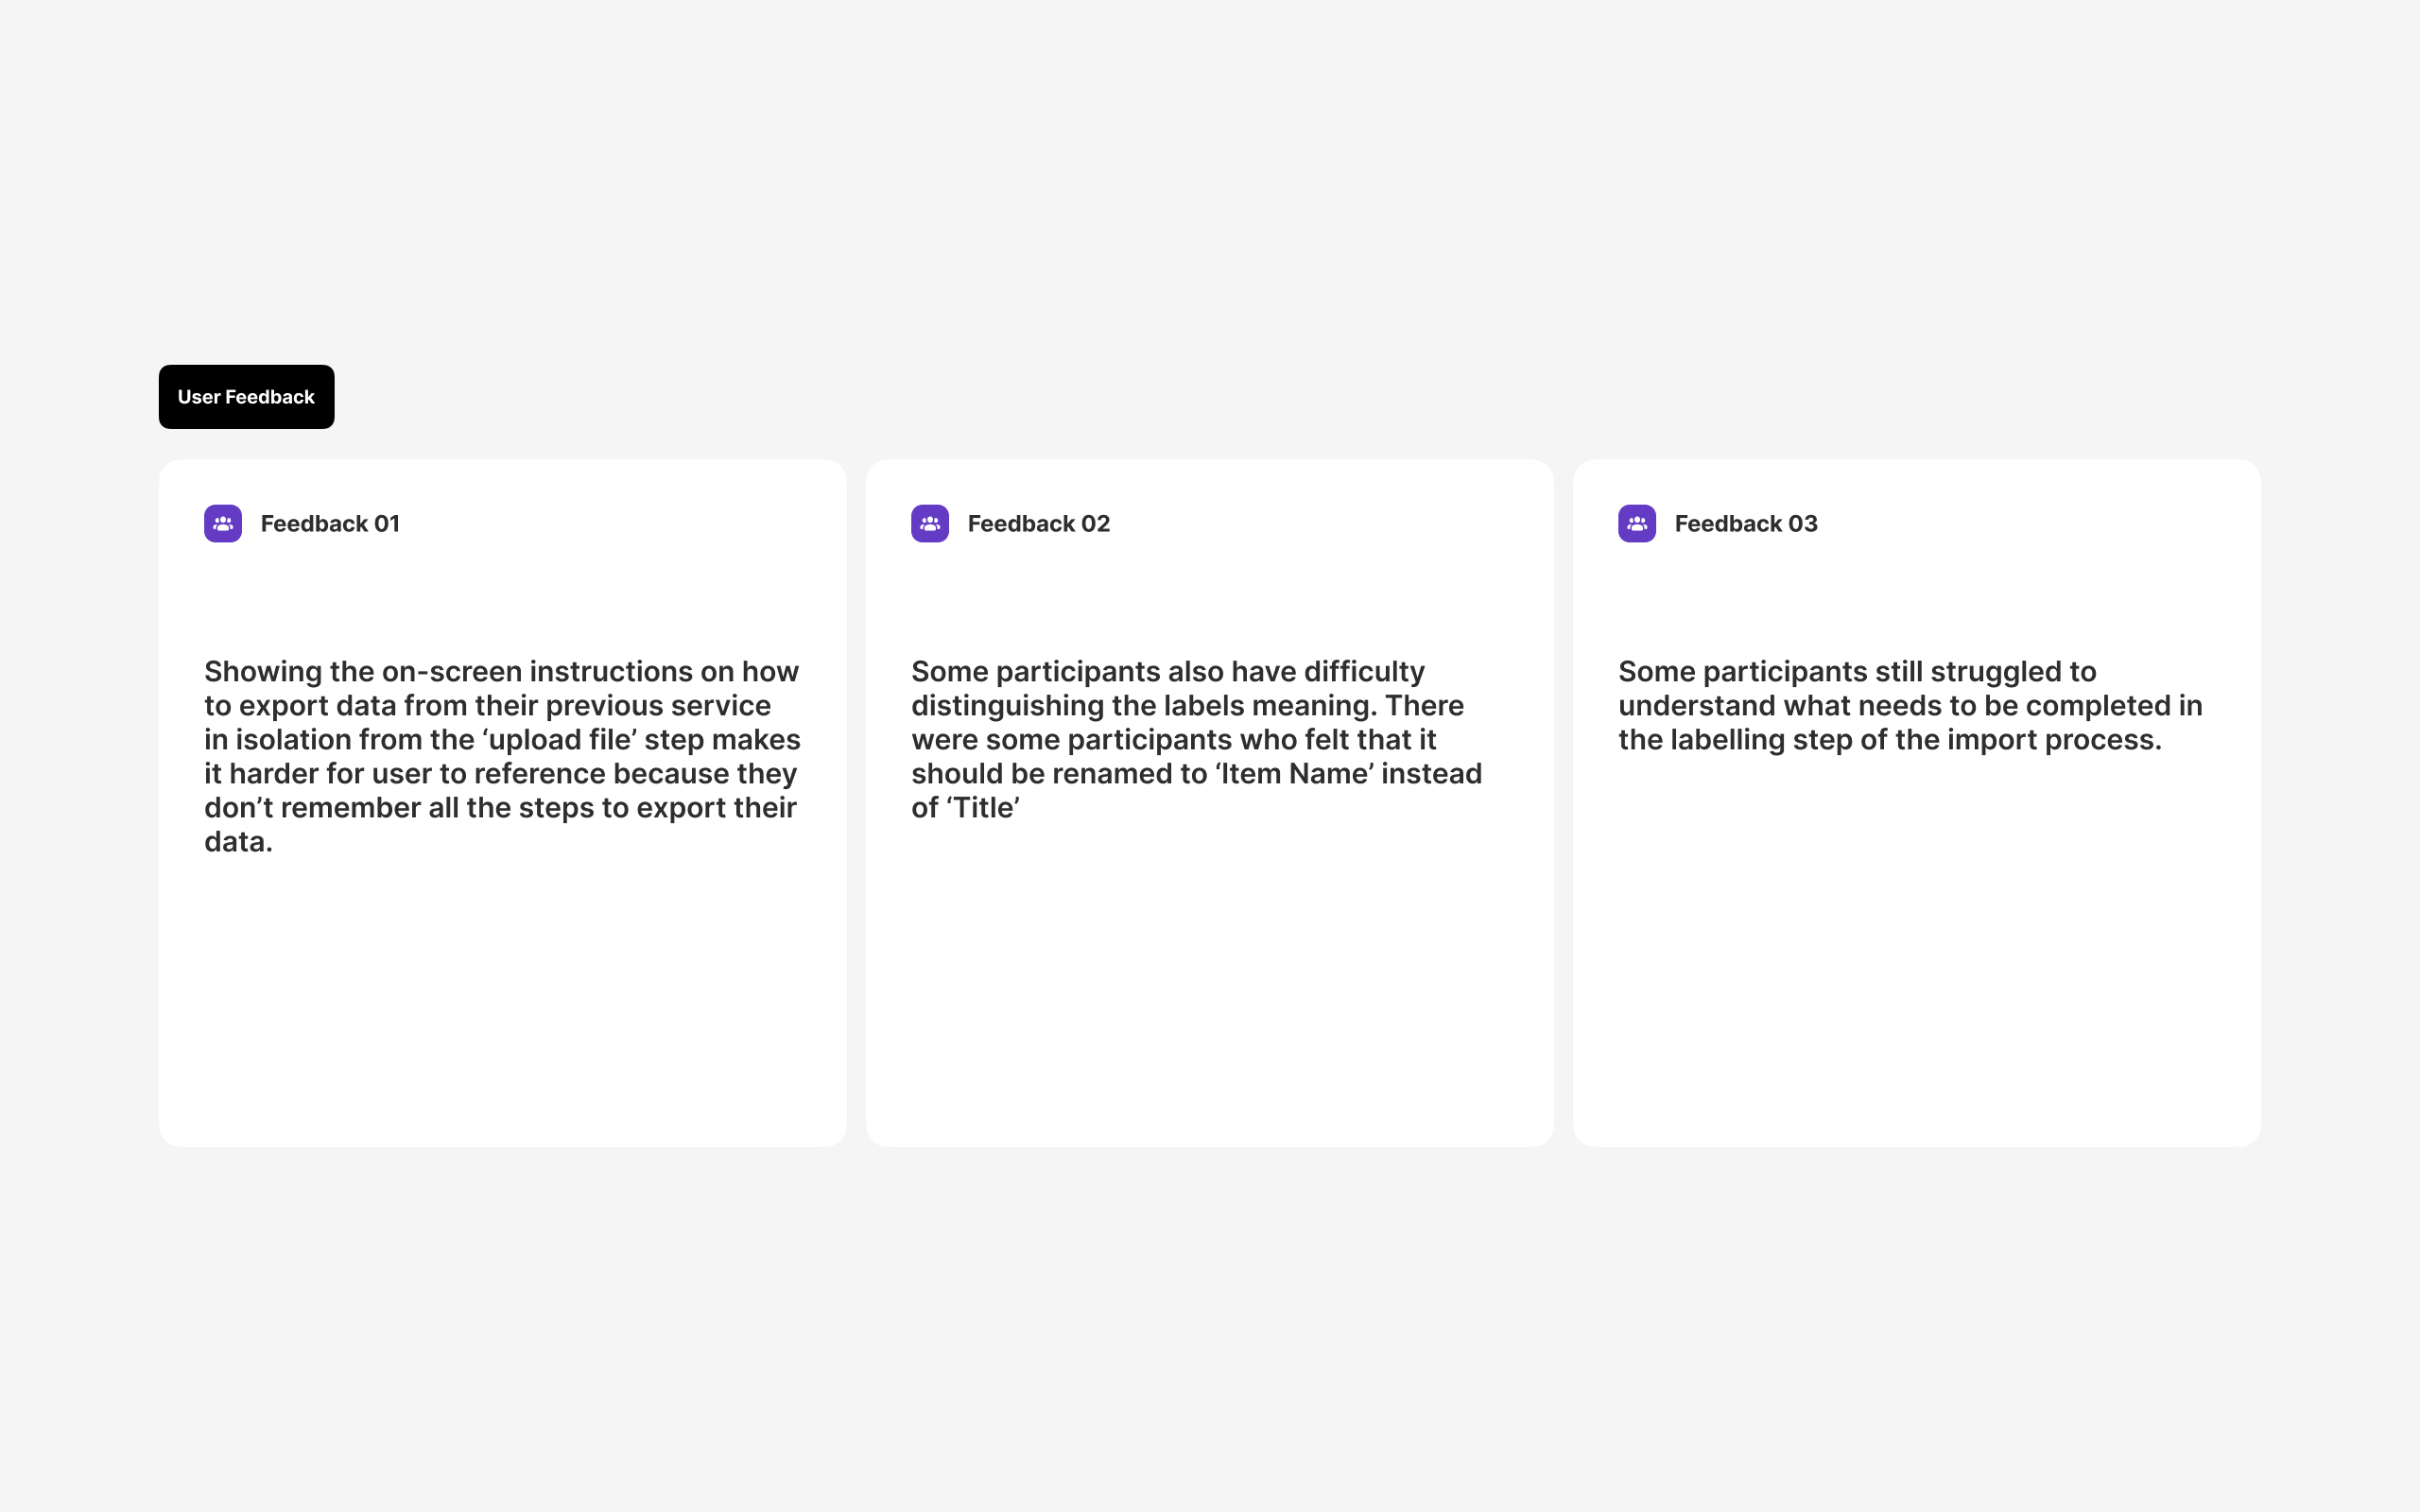 User Feedback
Feedback 01
Showing the on-screen instructions on how
to export data from their previous service
in isolation from the ‘upload file’ step makes
it harder for user to reference because they
don’t remember all the steps to export their
data.
Feedback 02
Some participants also have difficulty
distinguishing the labels meaning. There
were some participants who felt that it
should be renamed to ‘Item Name’ instead
of ‘Title’
Feedback 03
Some participants still struggled to
understand what needs to be completed in
the labelling step of the import process.